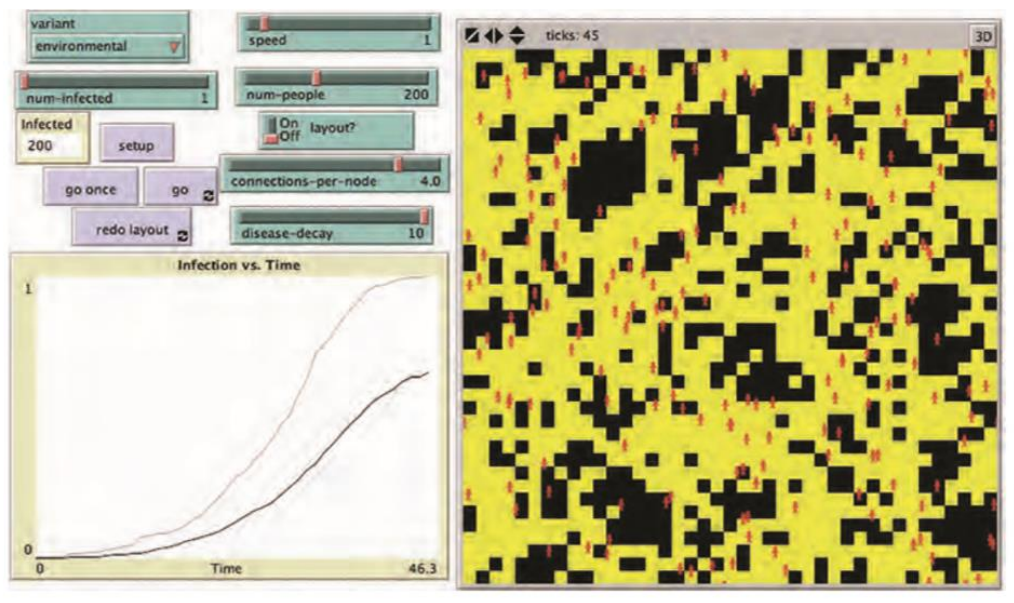 variant
environmental
speed 1
num-infected 1
num-people 200
Infected
200
setup
On
Off
layout?
go once
go
connections-per-node 4.0
redo layout
disease-decay 10
Infection vs. Time
1
0
0
Time
46.3
ticks: 45
3D